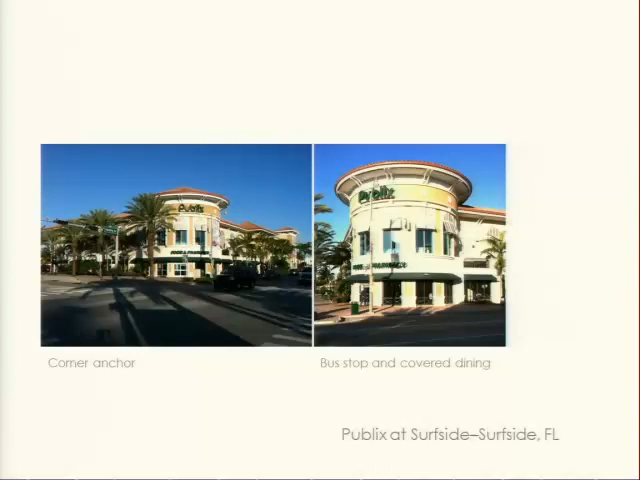 Publix
Publix
Corner anchor
Bus stop and covered dining
Publix at Surfside–Surfside, FL